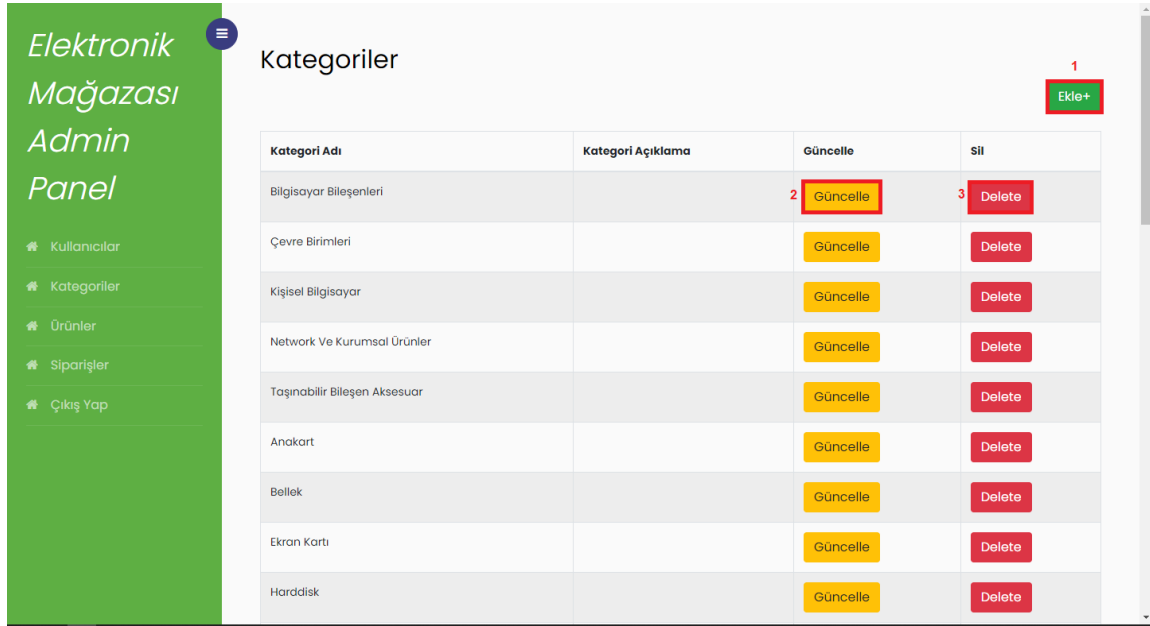 Elektronik
Mağazası
Admin
Panel
Kullanıcılar
Kategoriler
Ürünler
Siparişler
Çıkış Yap
Kategoriler
1
Ekle+
Kategori Adı Kategori Açıklama Güncelle Sil
Bilgisayar Bileşenleri 2 Güncelle 3 Delete
Çevre Birimleri Güncelle Delete
Kişisel Bilgisayar Güncelle Delete
Network Ve Kurumsal Ürünler Güncelle Delete
Taşınabilir Bileşen Aksesuar Güncelle Delete
Anakart Güncelle Delete
Bellek Güncelle Delete
Ekran Kartı Güncelle Delete
Harddisk Güncelle Delete